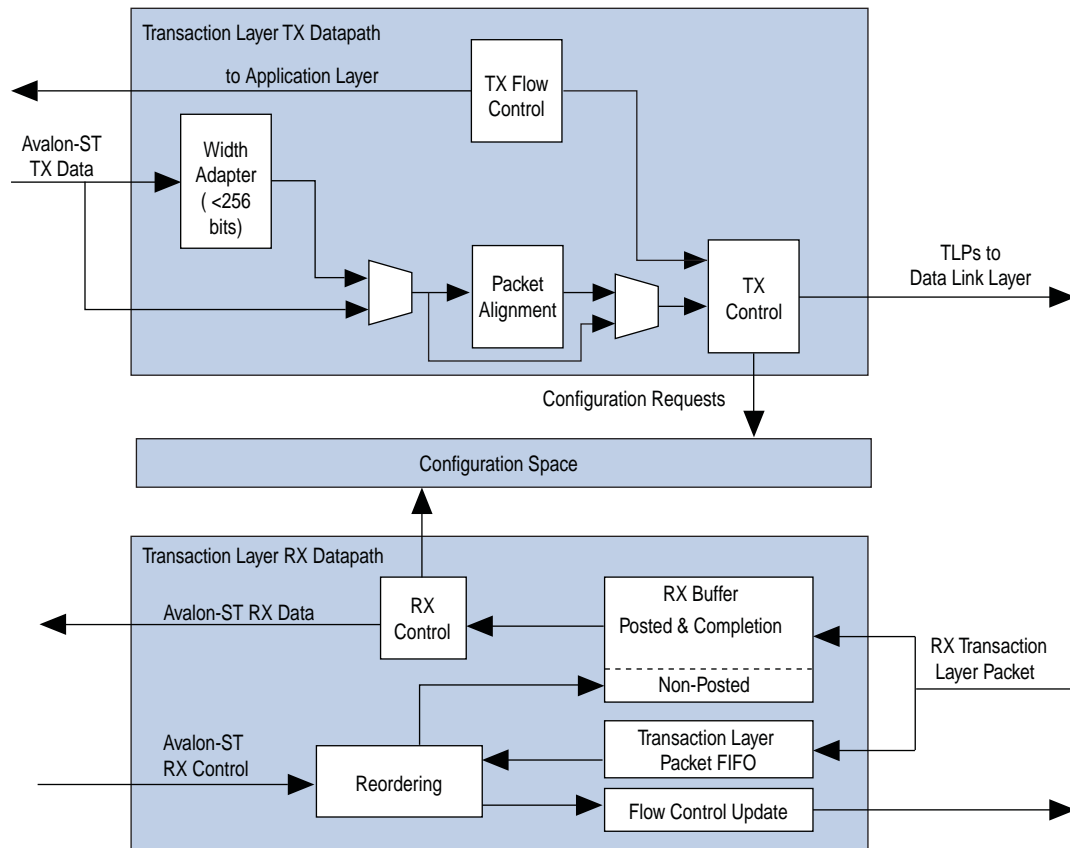 Transaction Layer TX Datapath
to Application Layer
TX Flow
Control
Avalon-ST
TX Data
Width
Adapter
( <256
bits)
Packet
Alignment
TX
Control
TLPs to
Data Link Layer
Configuration Requests
Configuration Space
Transaction Layer RX Datapath
Avalon-ST RX Data
RX
Control
RX Buffer
Posted & Completion
Non-Posted
RX Transaction
Layer Packet
Avalon-ST
RX Control
Reordering
Transaction Layer
Packet FIFO
Flow Control Update